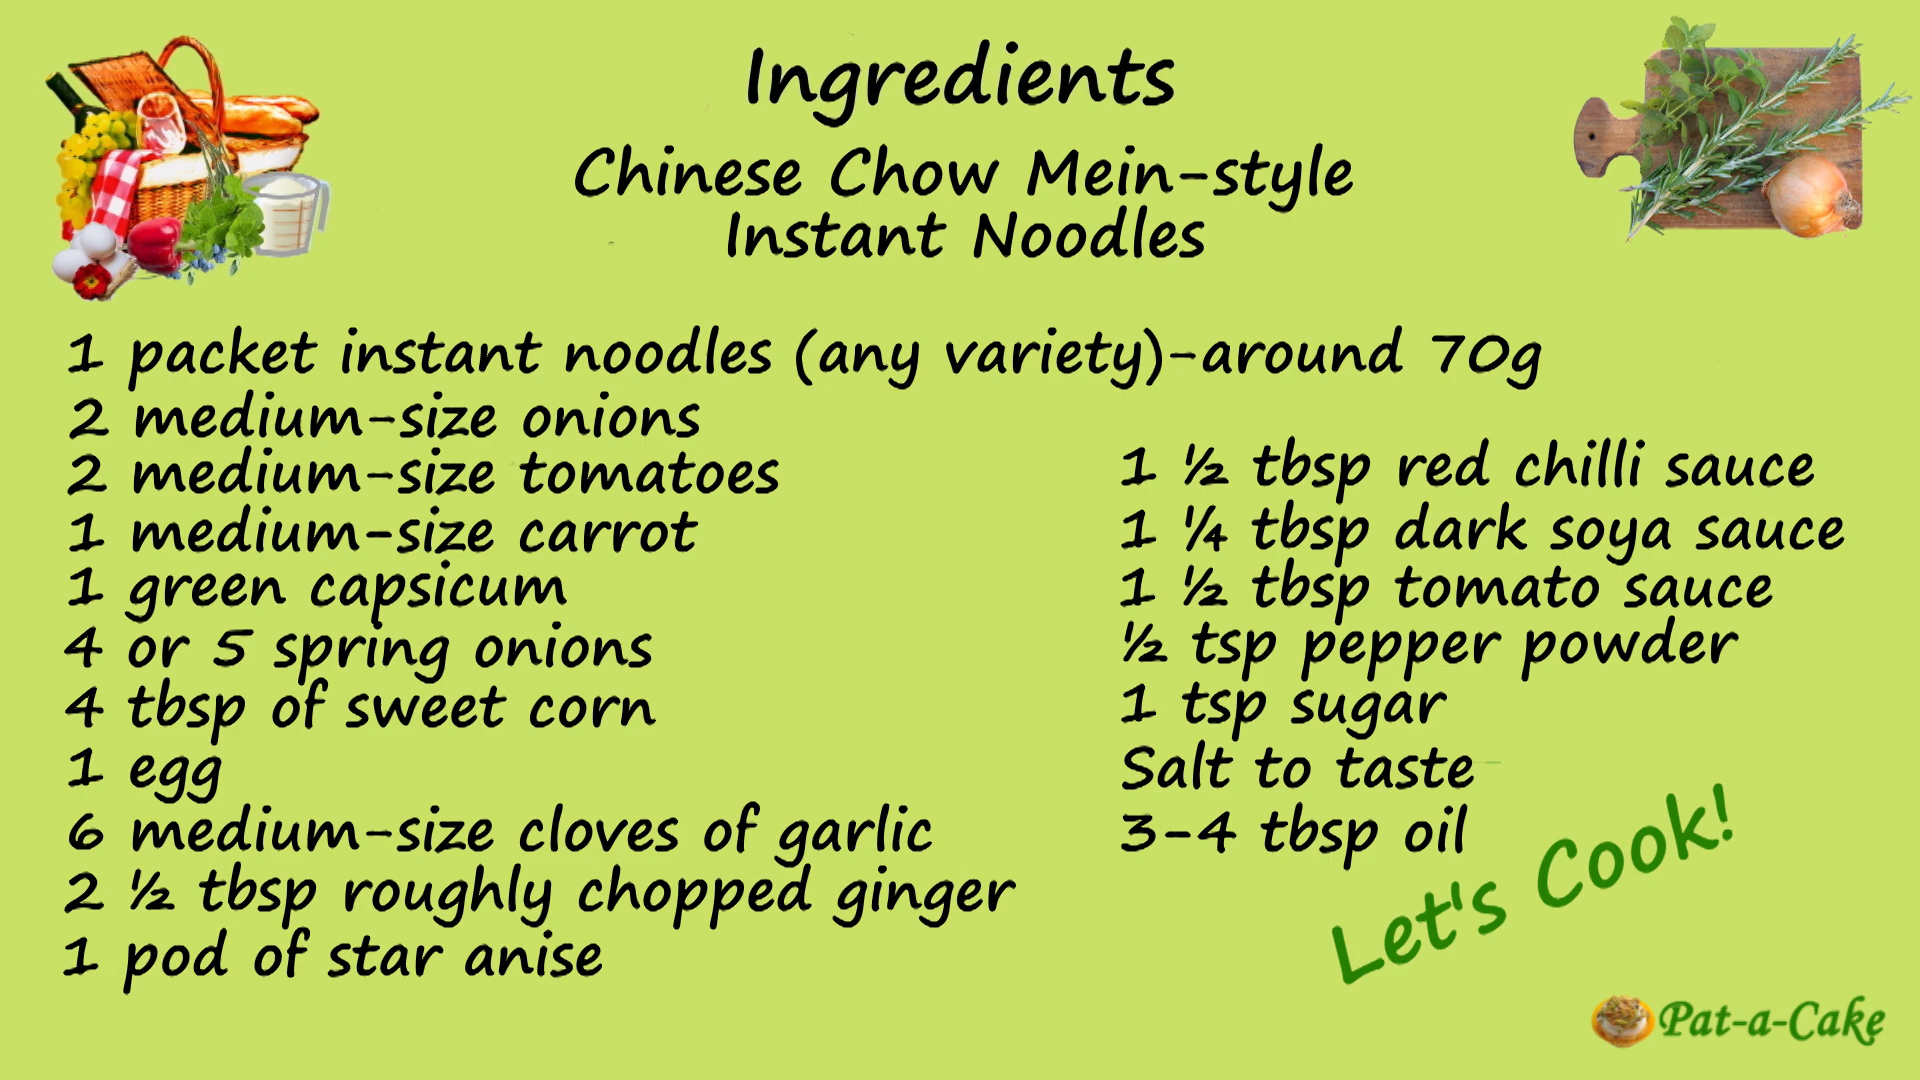 Ingredients
Chinese Chow Mein-style
Instant Noodles
1 packet instant noodles (any variety)-around 70g
2 medium-size onions
2 medium-size tomatoes
1 medium-size carrot
1 green capsicum
4 or 5 spring onions
4 tbsp of sweet corn
1 egg
6 medium-size cloves of garlic
2 ½ tbsp roughly chopped ginger
1 pod of star anise
1 ½ tbsp red chilli sauce
1 ¼ tbsp dark soya sauce
1 ½ tbsp tomato sauce
½ tsp pepper powder
1 tsp sugar
Salt to taste
3-4 tbsp oil
Let's Cook!
Pat-a-Cake